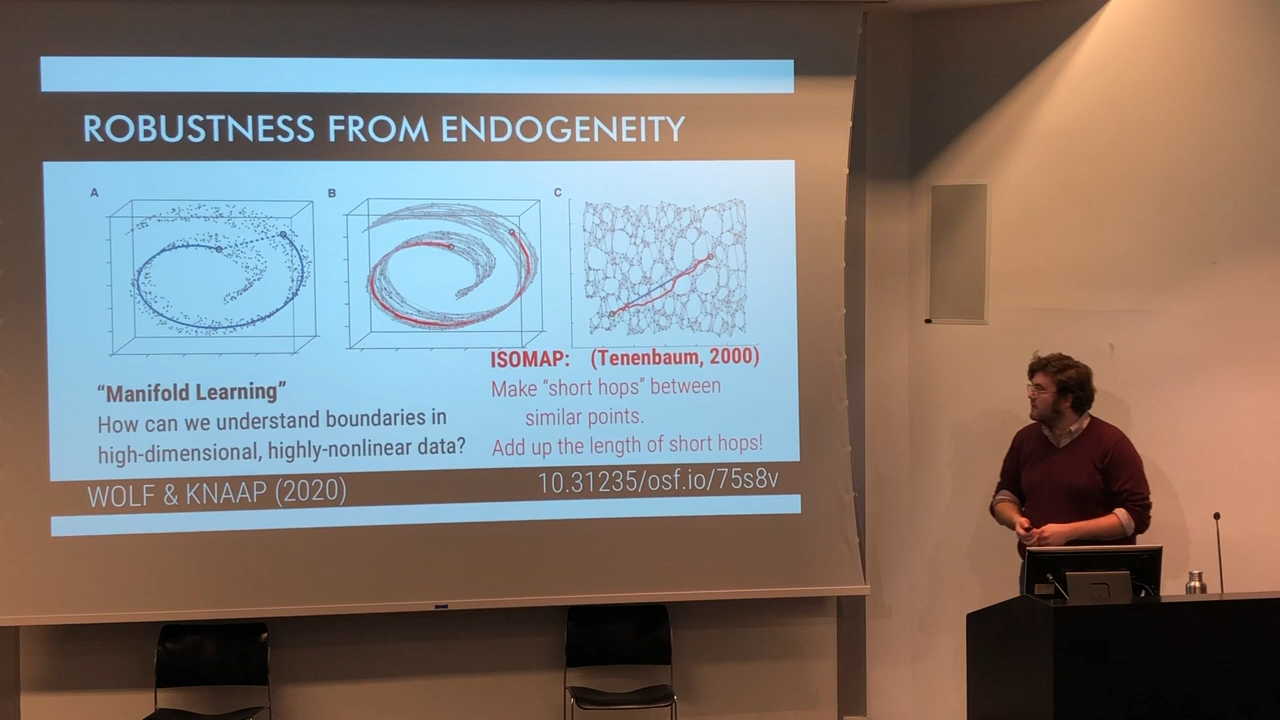 ROBUSTNESS FROM ENDOGENEITY
A
B
C
ISOMAP: (Tenenbaum, 2000)
Make “short hops” between
similar points.
Add up the length of short hops!
“Manifold Learning”
How can we understand boundaries in
high-dimensional, highly-nonlinear data?
WOLF & KNAAP (2020)
10.31235/osf.io/75s8v